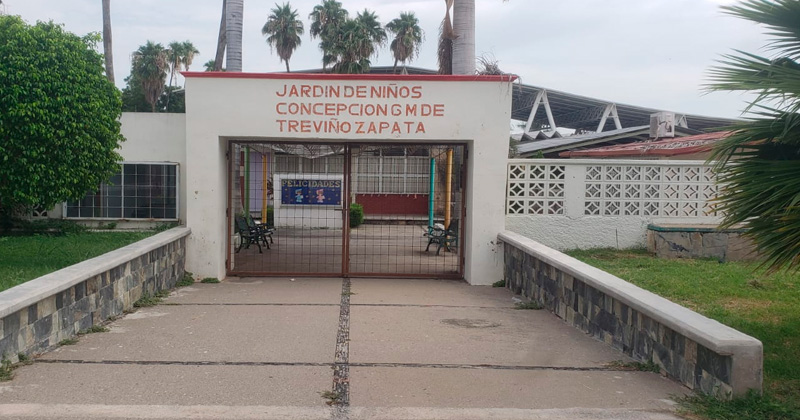 JARDIN DE NIÑOS
CONCEPCION G M DE
TREVIÑO ZAPATA
FELICIDADES